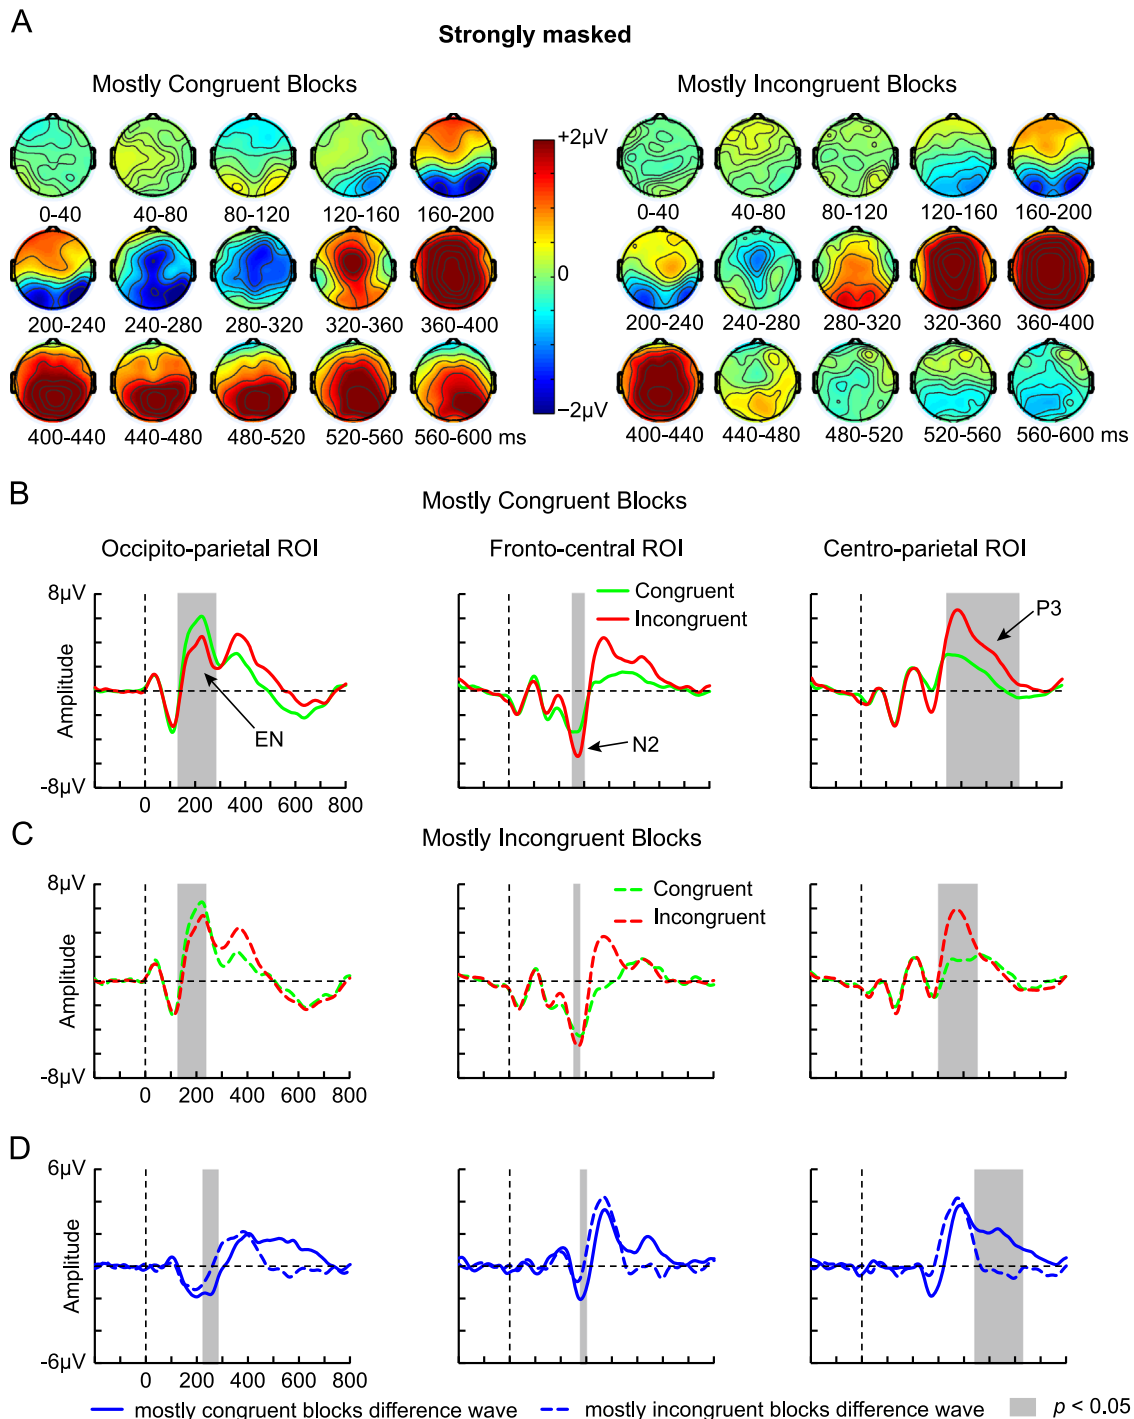 A
Strongly masked
Mostly Congruent Blocks
Mostly Incongruent Blocks
0-40 40-80 80-120 120-160 160-200
200-240 240-280 280-320 320-360 360-400
400-440 440-480 480-520 520-560 560-600 ms
+2µV
0
−2µV
0-40 40-80 80-120 120-160 160-200
200-240 240-280 280-320 320-360 360-400
400-440 440-480 480-520 520-560 560-600 ms
B
Mostly Congruent Blocks
Occipito-parietal ROI
Fronto-central ROI
Centro-parietal ROI
8µV
Amplitude
-8µV
EN
0 200 400 600 800
Congruent
Incongruent
N2
P3
C
Mostly Incongruent Blocks
8µV
Amplitude
-8µV
0 200 400 600 800
Congruent
Incongruent
D
6µV
Amplitude
-6µV
0 200 400 600 800
mostly congruent blocks difference wave
mostly incongruent blocks difference wave
p < 0.05